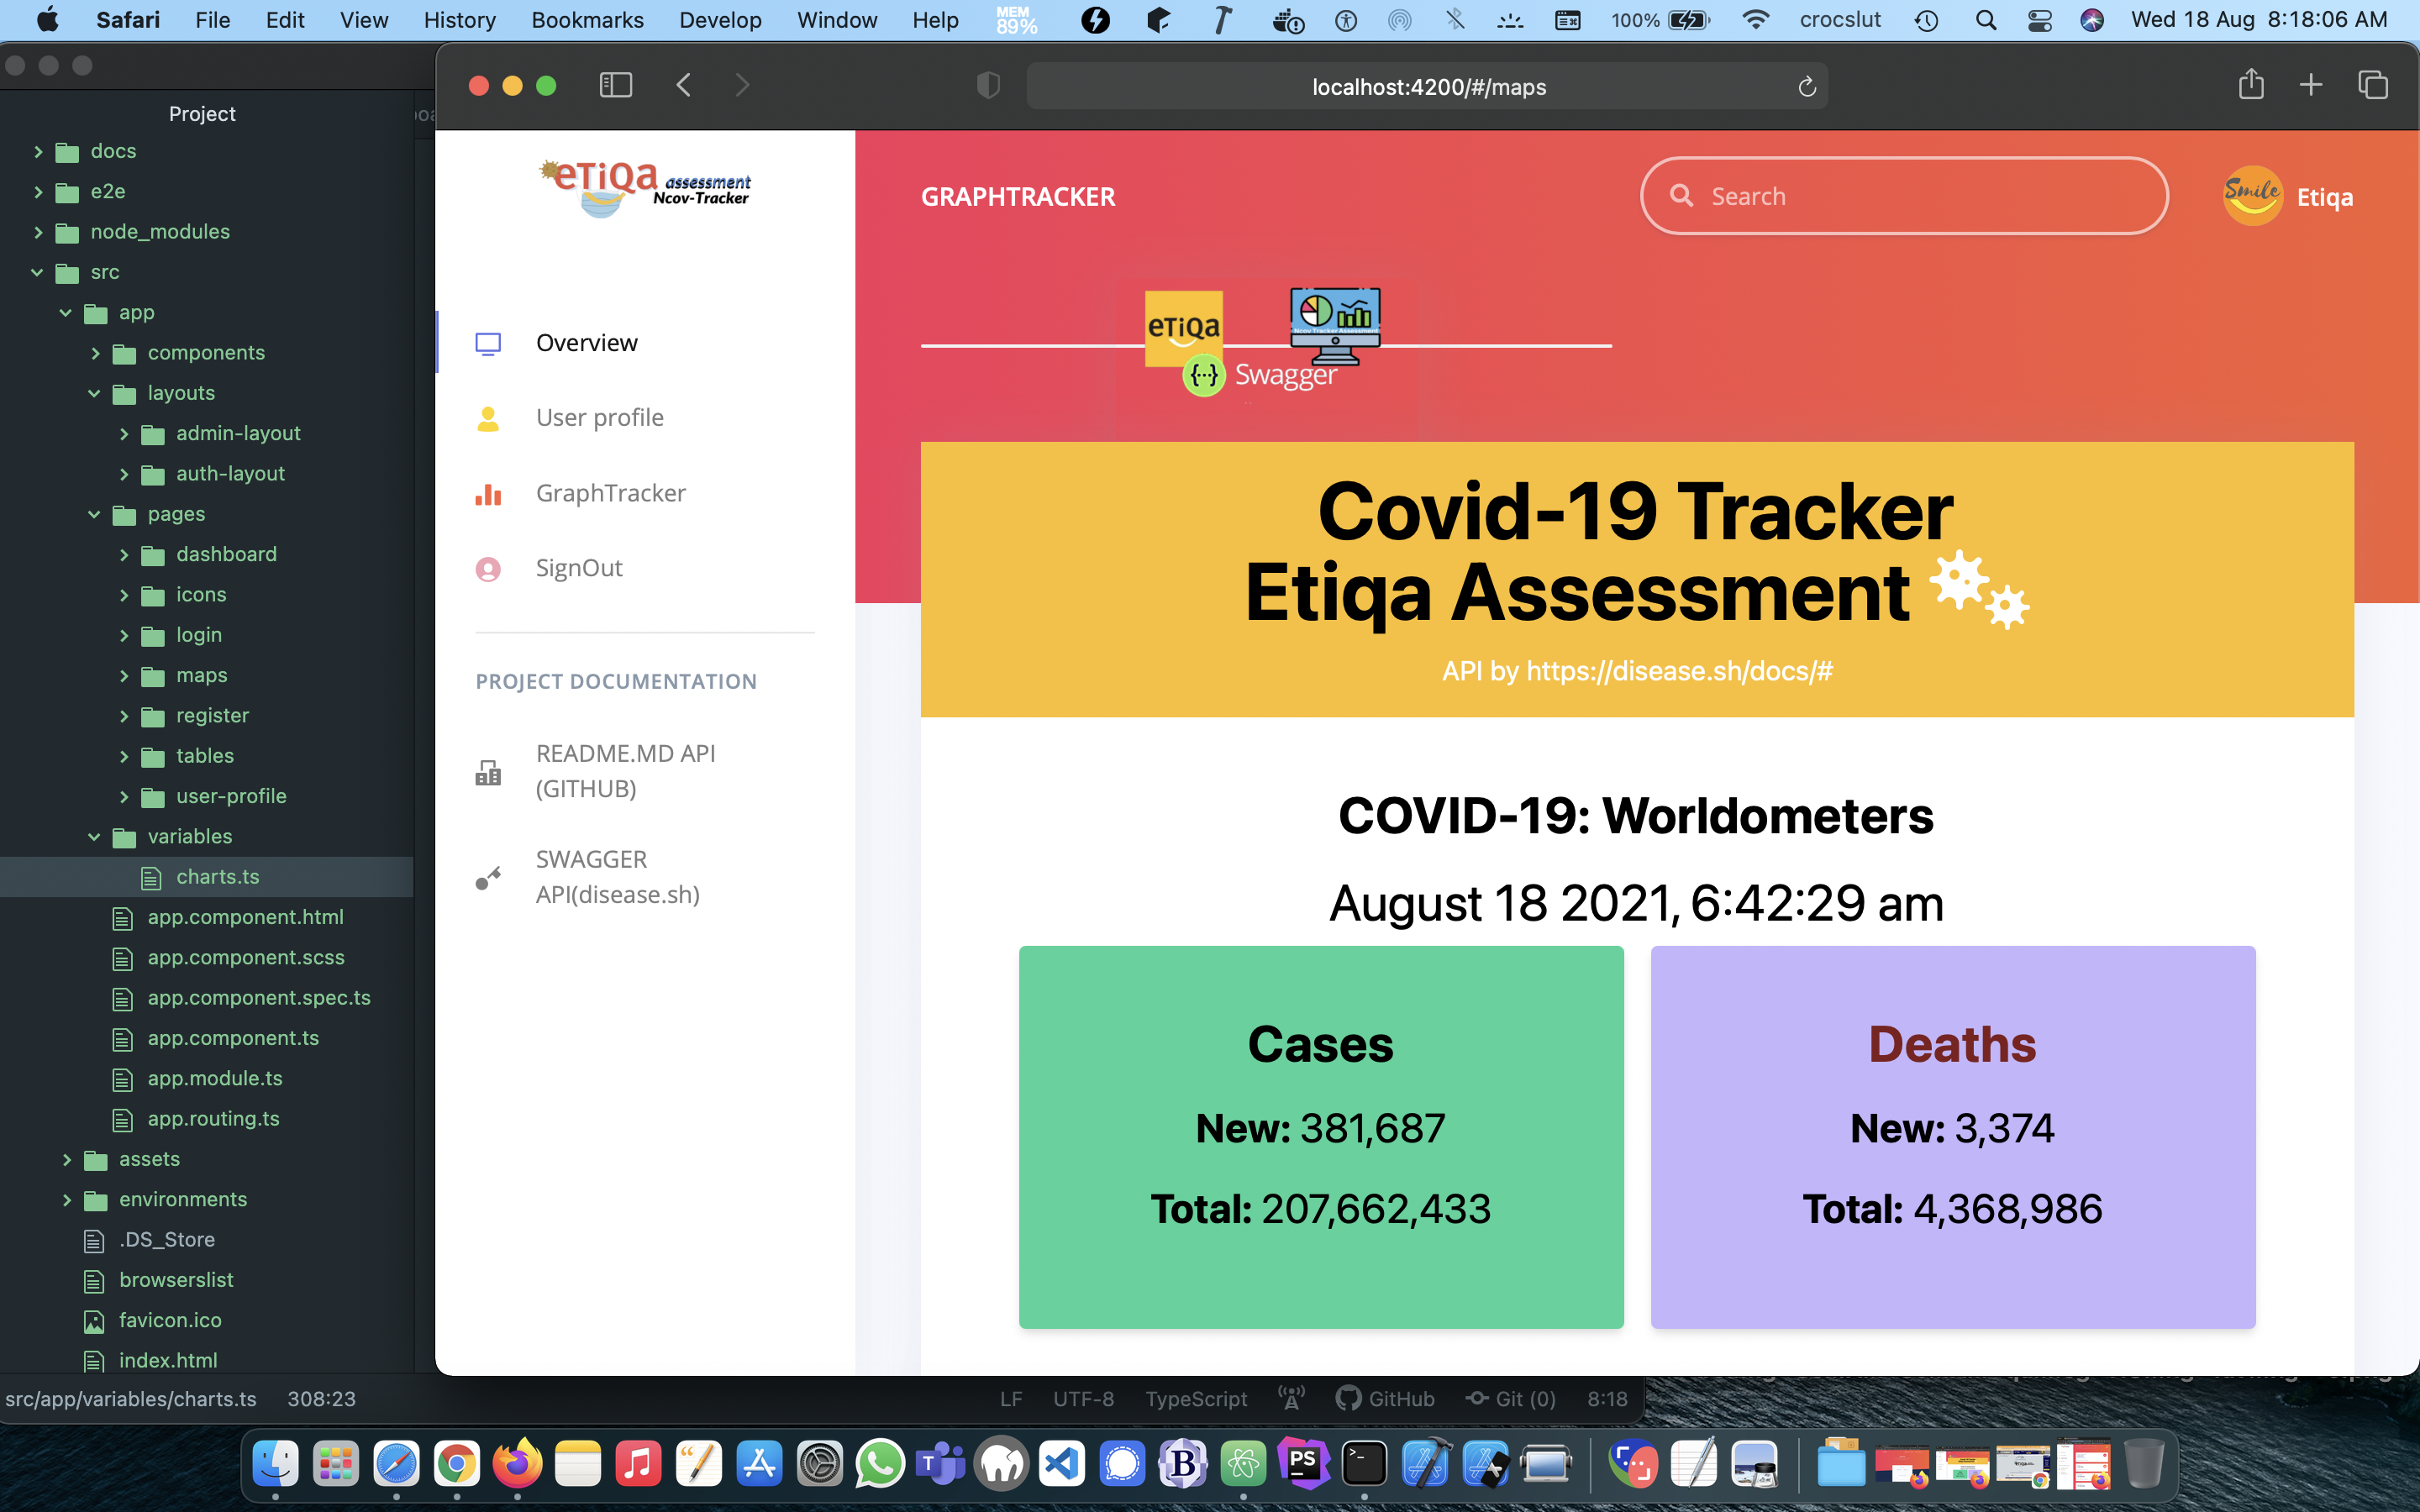 Safari File Edit View History Bookmarks Develop Window Help MEM 89% 100% crocslut Wed 18 Aug 8:18:06 AM
Project
docs
e2e
node_modules
src
app
components
layouts
admin-layout
auth-layout
pages
dashboard
icons
login
maps
register
tables
user-profile
variables
charts.ts
app.component.html
app.component.scss
app.component.spec.ts
app.component.ts
app.module.ts
app.routing.ts
assets
environments
.DS_Store
browserslist
favicon.ico
index.html
src/app/variables/charts.ts 308:23
LF UTF-8 TypeScript GitHub Git (0) 8:18
localhost:4200/#/maps
eTiQa assessment
Ncov-Tracker
Overview
User profile
GraphTracker
SignOut
PROJECT DOCUMENTATION
README.MD API
(GITHUB)
SWAGGER
API(disease.sh)
GRAPHTRACKER
Search
Smile
Etiqa
eTiQa
Ncov Tracker Assessment
{...} Swagger
Covid-19 Tracker
Etiqa Assessment
API by https://disease.sh/docs/#
COVID-19: Worldometers
August 18 2021, 6:42:29 am
Cases
New: 381,687
Total: 207,662,433
Deaths
New: 3,374
Total: 4,368,986
T
B
PS